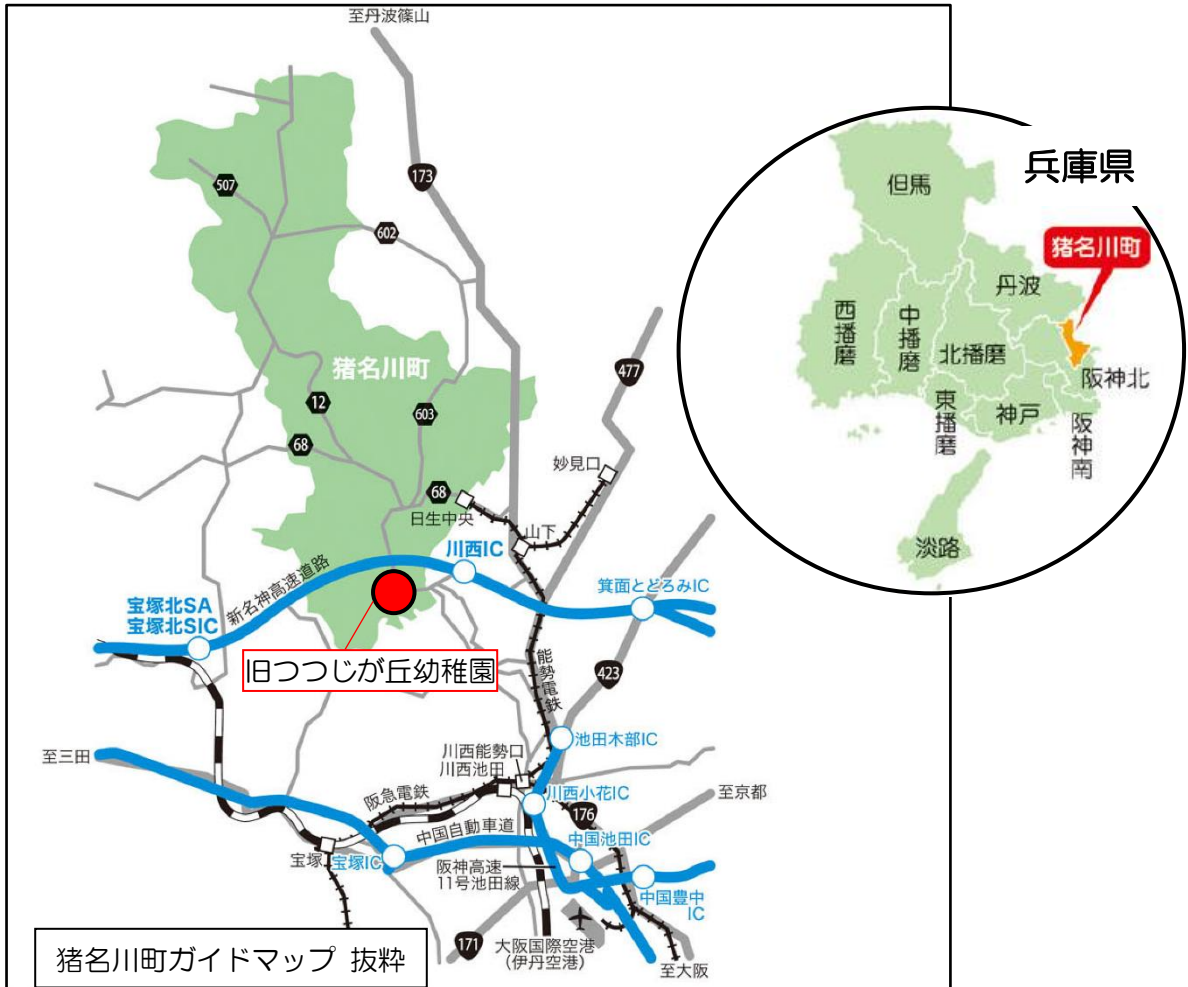 至丹波篠山
兵庫県
173
但馬
507
602
猪名川町
丹波
西播磨
中播磨
北播磨
阪神北
東播磨
神戸
阪神南
淡路
猪名川町
477
12
603
68
妙見口
68
日生中央
山下
川西IC
新名神高速道路
箕面とどろみIC
宝塚北SA
宝塚北SIC
旧つつじが丘幼稚園
能勢電鉄
423
池田木部IC
至三田
川西能勢口
川西池田
阪急電鉄
川西小花IC
至京都
176
中国自動車道
中国池田IC
宝塚
宝塚IC
阪神高速
11号池田線
中国豊中
IC
171
大阪国際空港
(伊丹空港)
至大阪
猪名川町ガイドマップ 抜粋